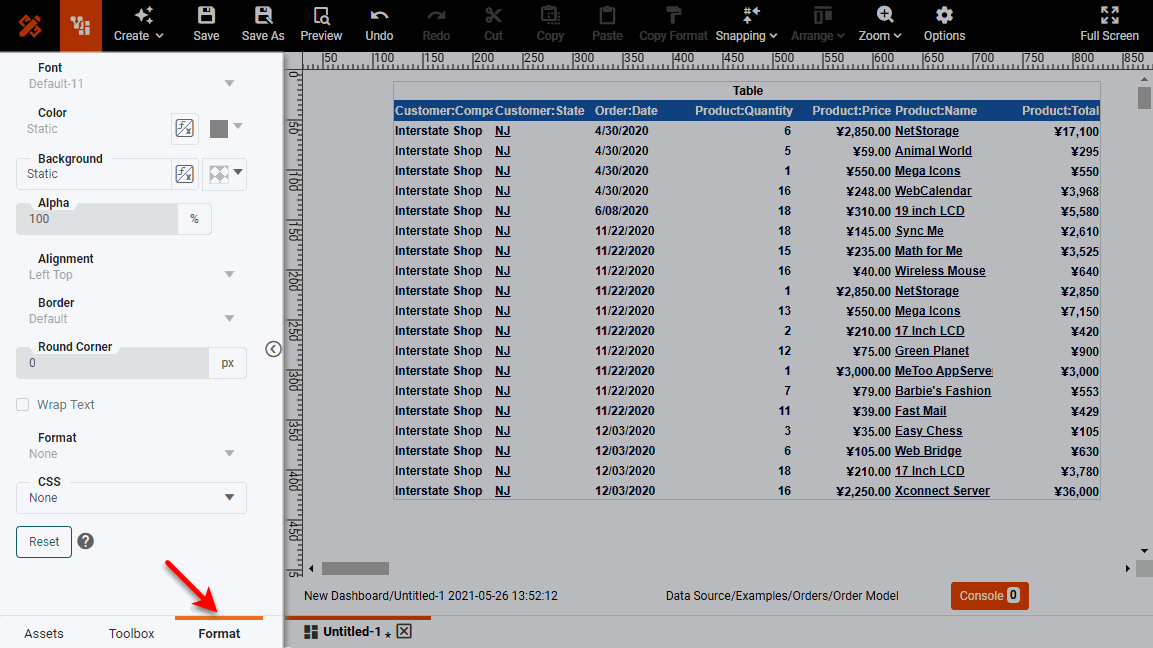 Create Save Save As Preview Undo Redo Cut Copy Paste Copy Format Snapping Arrange Zoom Options Full Screen
Font
Default-11
Color
Static
Background
Static
Alpha
100 %
Alignment
Left Top
Border
Default
Round Corner
0 px
Wrap Text
Format
None
CSS
None
Reset ?
Assets Toolbox Format
50 100 150 200 250 300 350 400 450 500 550 600 650 700 750 800 850
0
50
100
150
200
250
300
350
400
450
5
Table
Customer:Compa Customer:State Order:Date Product:Quantity Product:Price Product:Name Product:Total
Interstate Shop NJ 4/30/2020 6 ¥2,850.00 NetStorage ¥17,100
Interstate Shop NJ 4/30/2020 5 ¥59.00 Animal World ¥295
Interstate Shop NJ 4/30/2020 1 ¥550.00 Mega Icons ¥550
Interstate Shop NJ 4/30/2020 16 ¥248.00 WebCalendar ¥3,968
Interstate Shop NJ 6/08/2020 18 ¥310.00 19 inch LCD ¥5,580
Interstate Shop NJ 11/22/2020 18 ¥145.00 Sync Me ¥2,610
Interstate Shop NJ 11/22/2020 15 ¥235.00 Math for Me ¥3,525
Interstate Shop NJ 11/22/2020 16 ¥40.00 Wireless Mouse ¥640
Interstate Shop NJ 11/22/2020 1 ¥2,850.00 NetStorage ¥2,850
Interstate Shop NJ 11/22/2020 13 ¥550.00 Mega Icons ¥7,150
Interstate Shop NJ 11/22/2020 2 ¥210.00 17 Inch LCD ¥420
Interstate Shop NJ 11/22/2020 12 ¥75.00 Green Planet ¥900
Interstate Shop NJ 11/22/2020 1 ¥3,000.00 MeToo AppServer ¥3,000
Interstate Shop NJ 11/22/2020 7 ¥79.00 Barbie's Fashion ¥553
Interstate Shop NJ 11/22/2020 11 ¥39.00 Fast Mail ¥429
Interstate Shop NJ 12/03/2020 3 ¥35.00 Easy Chess ¥105
Interstate Shop NJ 12/03/2020 6 ¥105.00 Web Bridge ¥630
Interstate Shop NJ 12/03/2020 18 ¥210.00 17 Inch LCD ¥3,780
Interstate Shop NJ 12/03/2020 16 ¥2,250.00 Xconnect Server ¥36,000
New Dashboard/Untitled-1 2021-05-26 13:52:12 Data Source/Examples/Orders/Order Model Console 0
Untitled-1 *